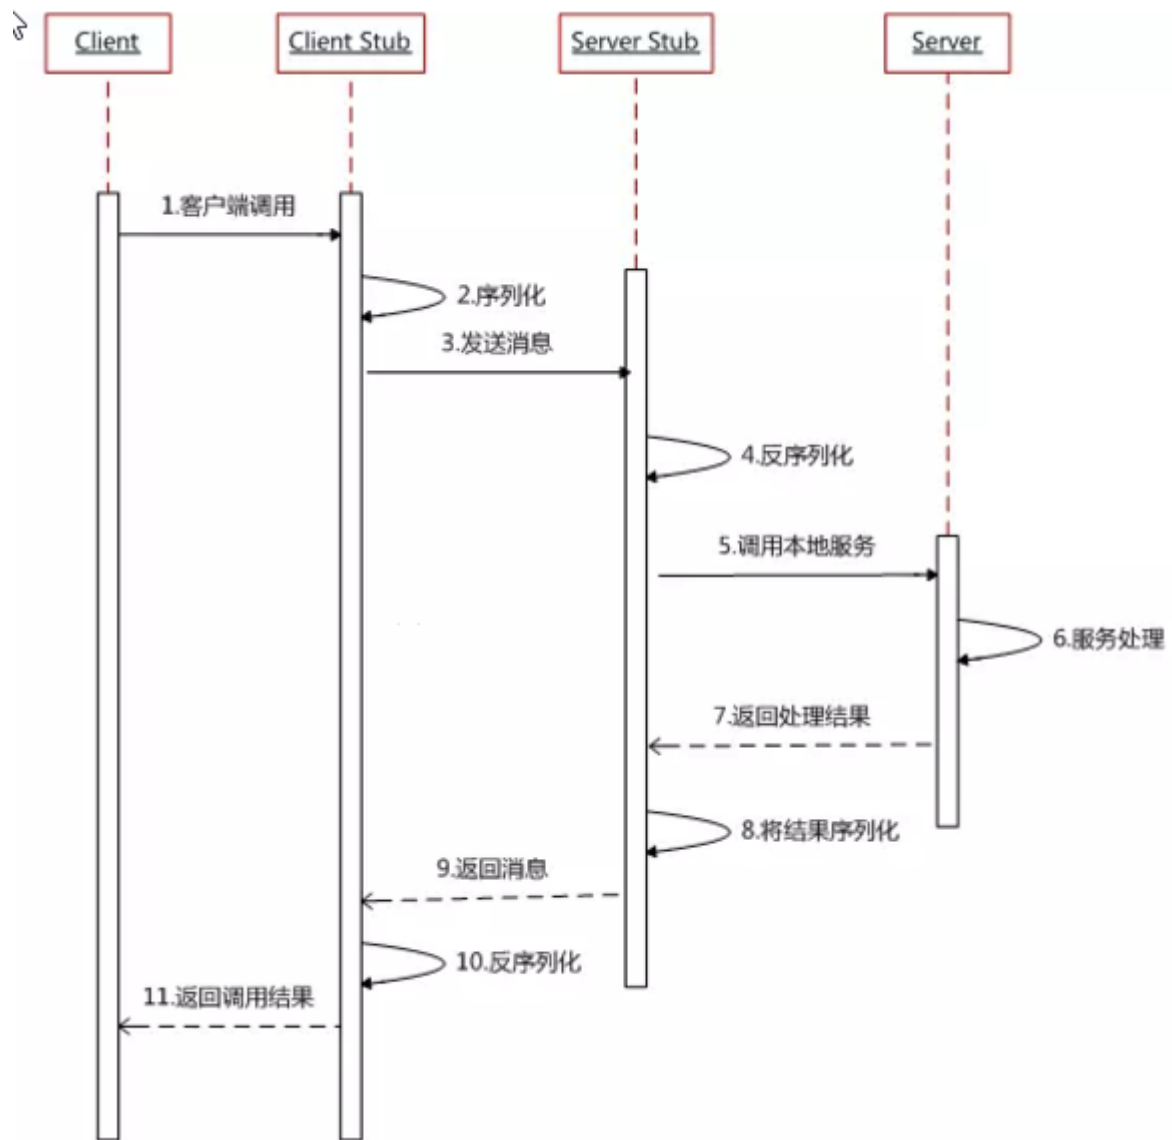 Client
Client Stub
Server Stub
Server
1.客户端调用
2.序列化
3.发送消息
4.反序列化
5.调用本地服务
6.服务处理
7.返回处理结果
8.将结果序列化
9.返回消息
10.反序列化
11.返回调用结果